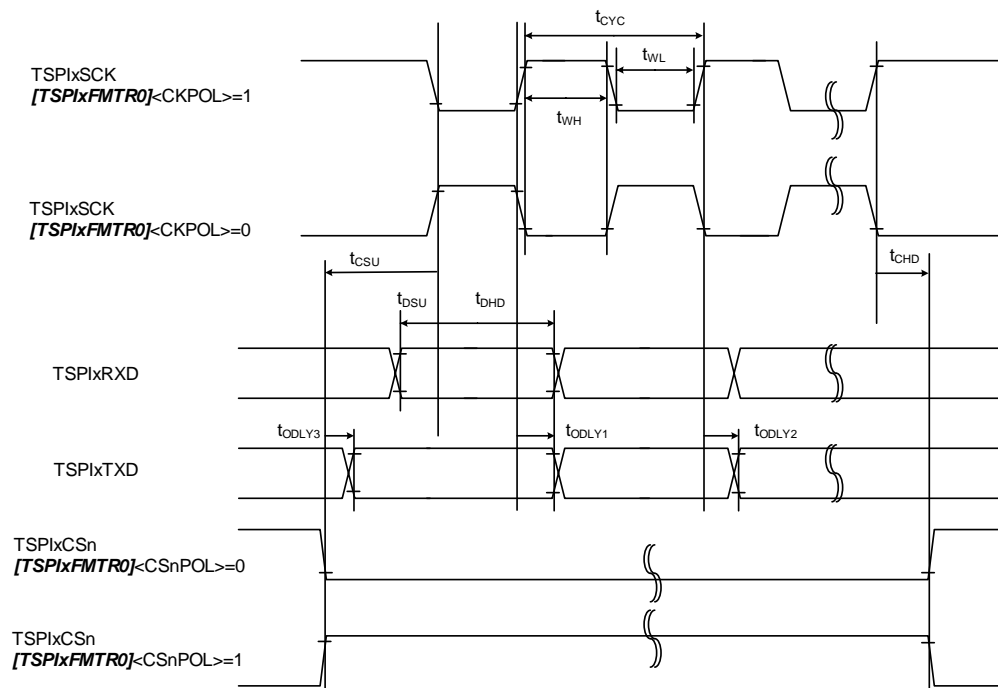 tCYC
TSPIxSCK
[TSPIxFMTR0]<CKPOL>=1
tWL
tWH
TSPIxSCK
[TSPIxFMTR0]<CKPOL>=0
tCSU
tCHD
tDSU
tDHD
TSPIxRXD
tODLY3
tODLY1
tODLY2
TSPIxTXD
TSPIxCSn
[TSPIxFMTR0]<CSnPOL>=0
TSPIxCSn
[TSPIxFMTR0]<CSnPOL>=1